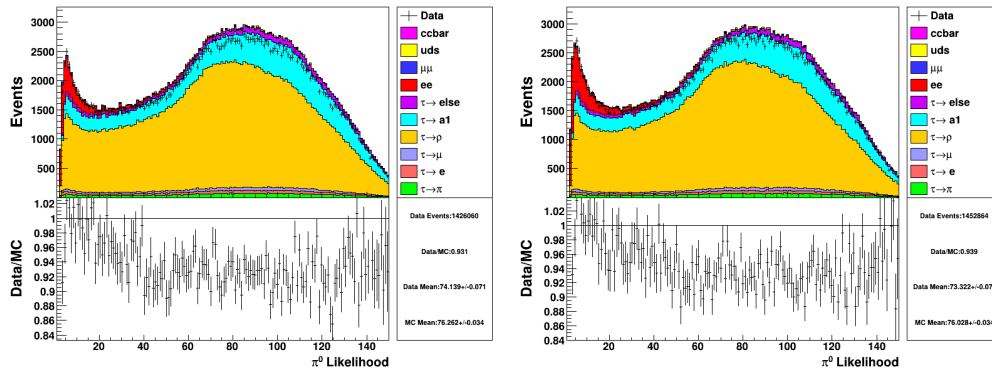 Events
3000
2500
2000
1500
1000
500
Data
ccbar
uds
μμ
ee
τ→ else
τ→ a1
τ→ρ
τ→μ
τ→ e
τ→π
Data/MC
1.02
1
0.98
0.96
0.94
0.92
0.9
0.88
0.86
0.84
20 40 60 80 100 120 140
π⁰ Likelihood
Data Events:1426060
Data/MC:0.931
Data Mean:74.139+/-0.071
MC Mean:76.262+/-0.034
Events
3000
2500
2000
1500
1000
500
Data
ccbar
uds
μμ
ee
τ→ else
τ→ a1
τ→ρ
τ→μ
τ→ e
τ→π
Data/MC
1.02
1
0.98
0.96
0.94
0.92
0.9
0.88
0.86
0.84
20 40 60 80 100 120 140
π⁰ Likelihood
Data Events:1452864
Data/MC:0.939
Data Mean:73.322+/-0.07
MC Mean:76.028+/-0.034